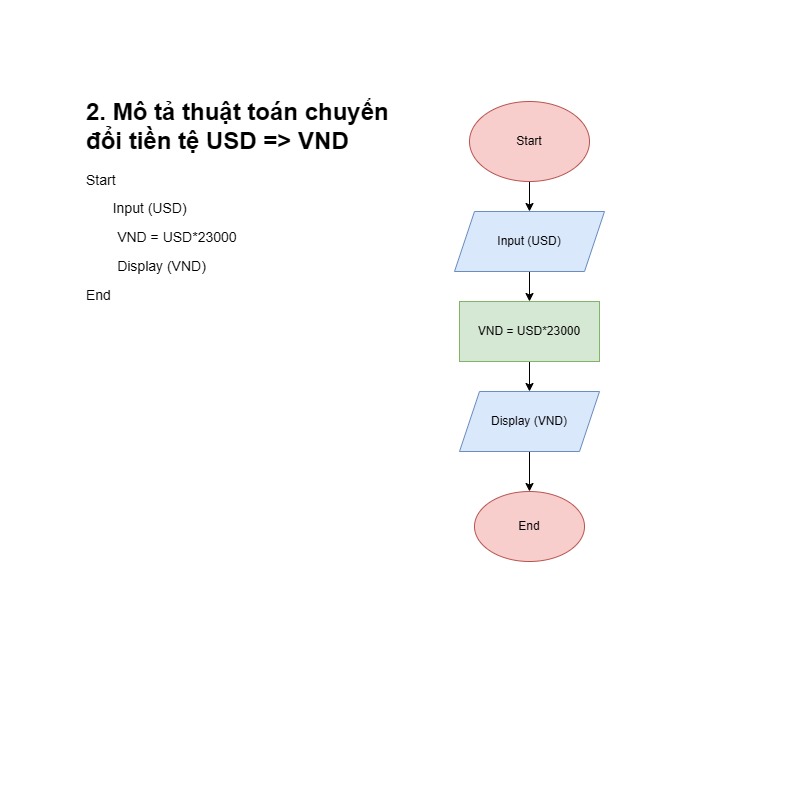 2. Mô tả thuật toán chuyển
đổi tiền tệ USD => VND
Start
Input (USD)
VND = USD*23000
Display (VND)
End
Start
Input (USD)
VND = USD*23000
Display (VND)
End